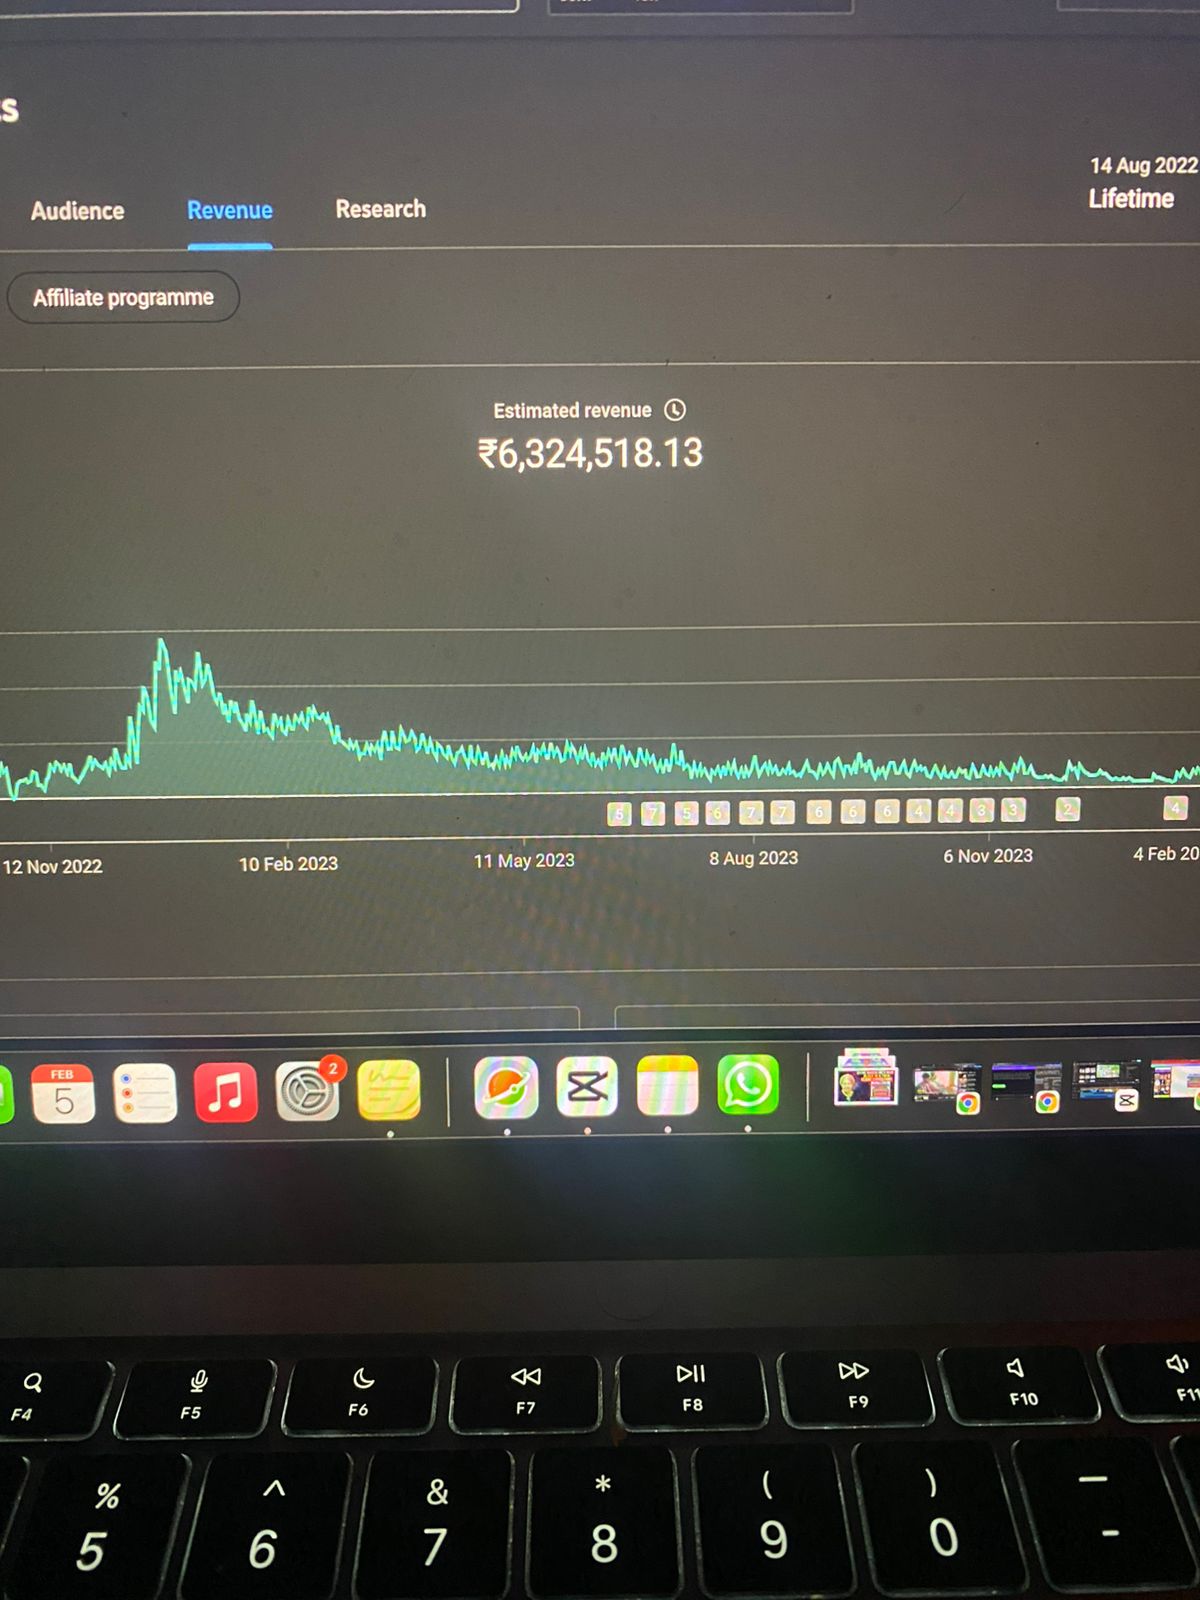 14 Aug 2022
Lifetime
Audience Revenue Research
Affiliate programme
Estimated revenue
₹6,324,518.13
5 7 5 6 7 7 6 6 6 4 4 3 3 2 4
12 Nov 2022 10 Feb 2023 11 May 2023 8 Aug 2023 6 Nov 2023 4 Feb 20
FEB
5
2
F4 F5 F6 F7 F8 F9 F10 F11
% ^ & * ( ) —
5 6 7 8 9 0 -